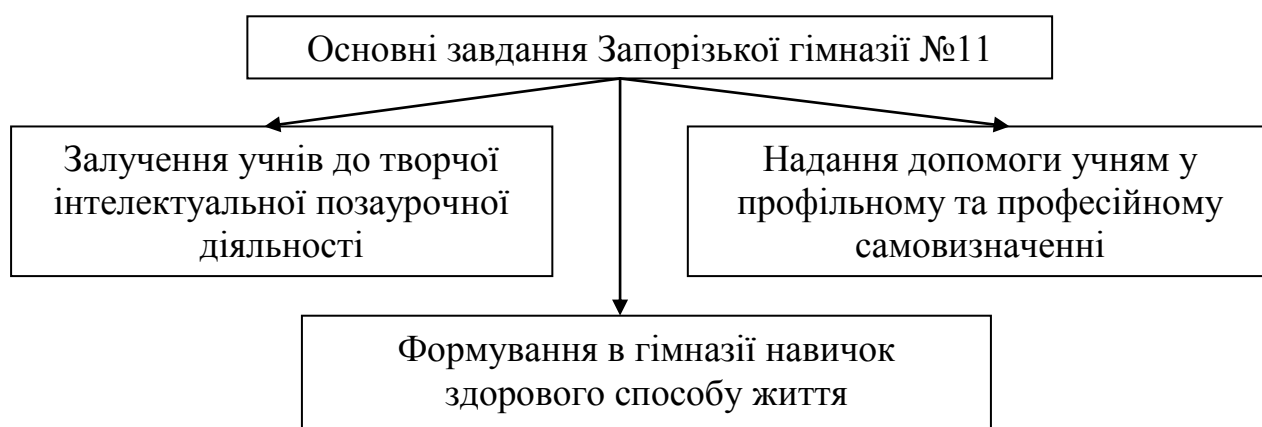 Основні завдання Запорізької гімназії №11
Залучення учнів до творчої
інтелектуальної позаурочної
діяльності
Надання допомоги учням у
профільному та професійному
самовизначенні
Формування в гімназії навичок
здорового способу життя